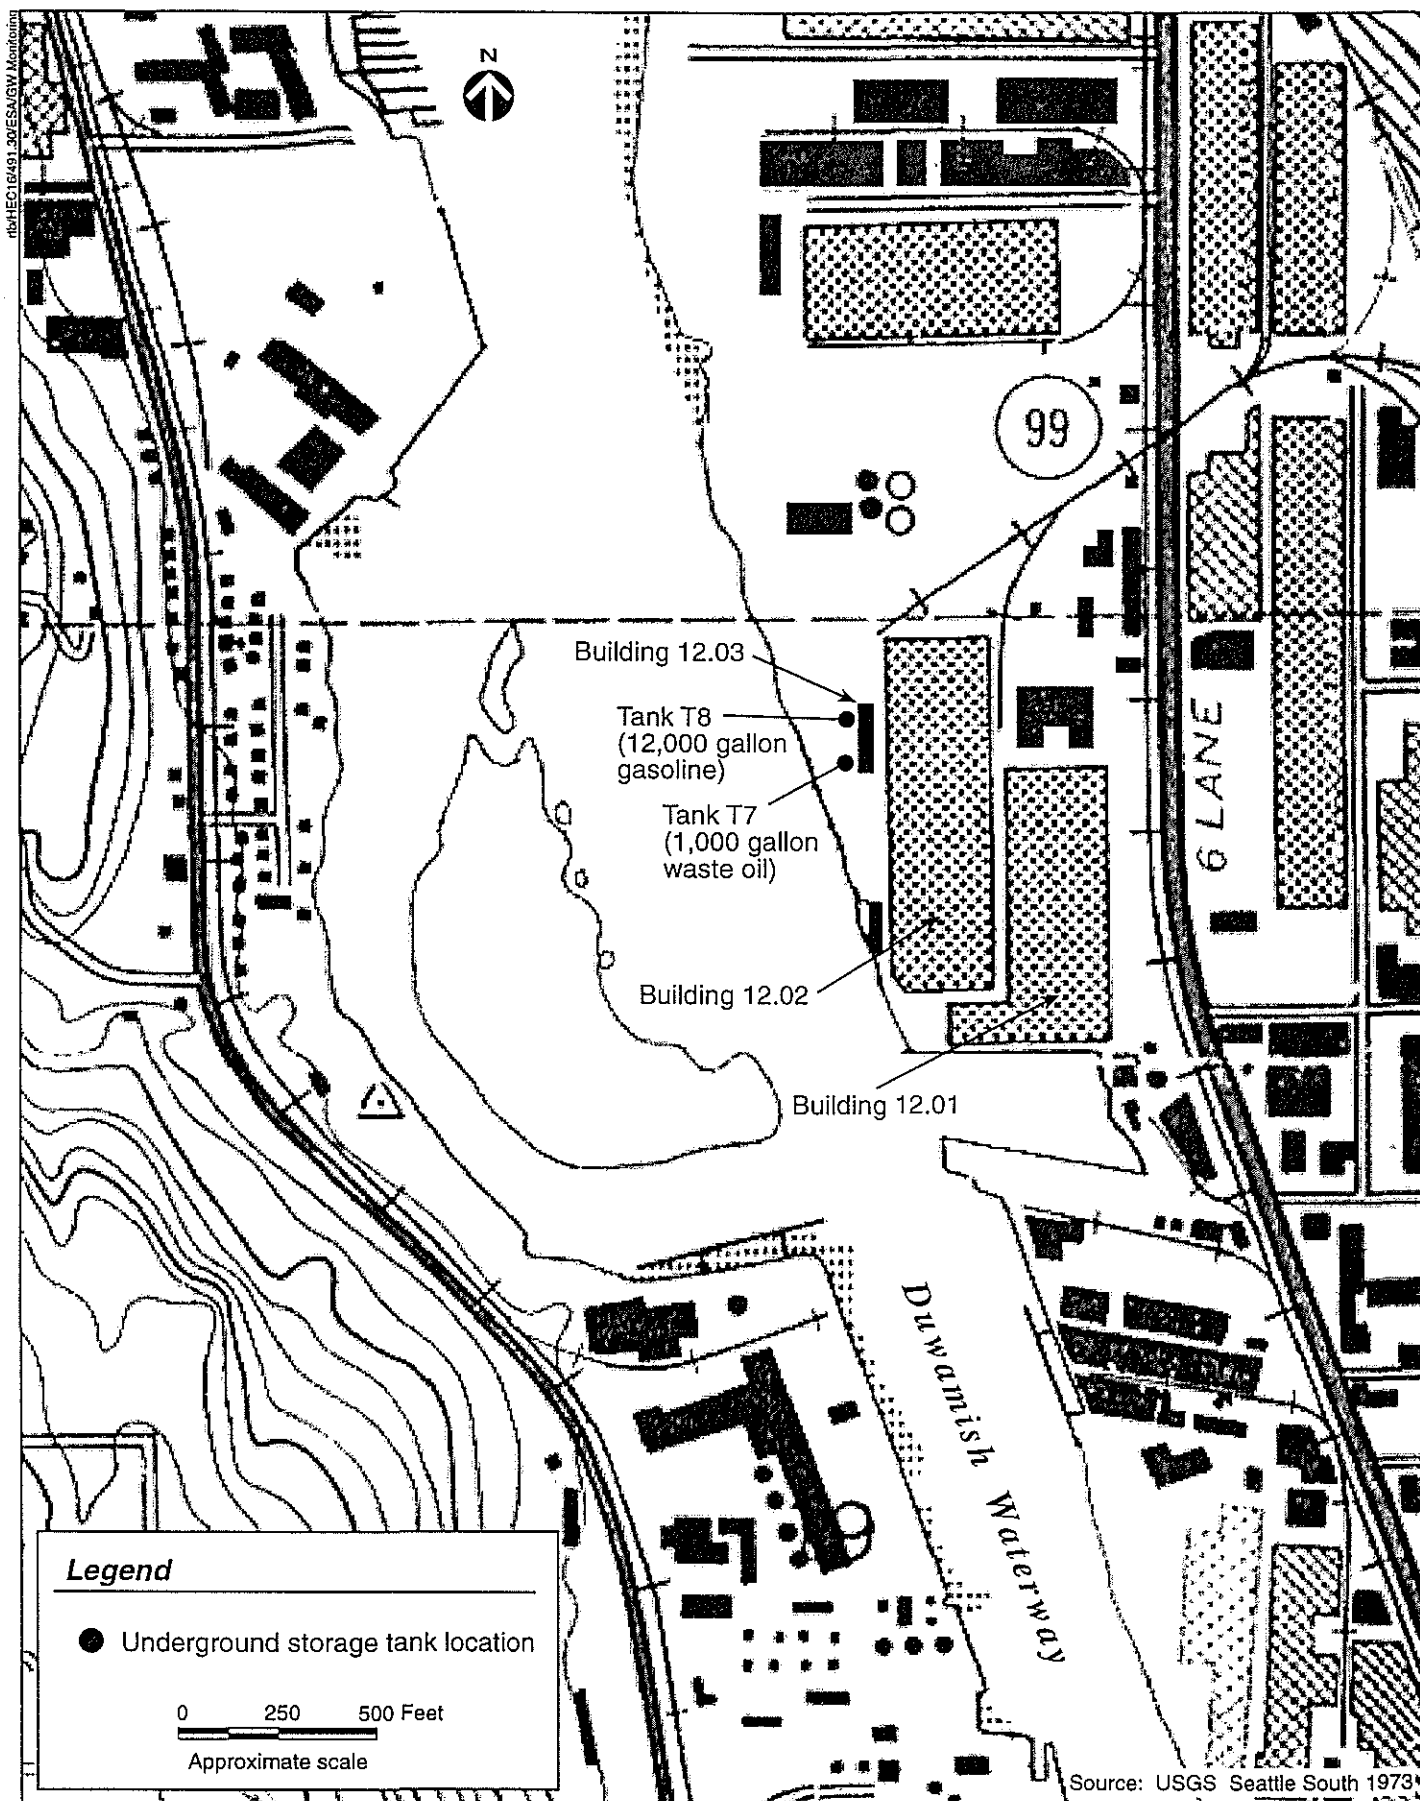 rtb/HEC16/491.30/ESA/GW Monitoring
N
99
Building 12.03
Tank T8
(12,000 gallon
gasoline)
Tank T7
(1,000 gallon
waste oil)
6 LANE
Building 12.02
Building 12.01
Duwamish Waterway
Legend
Underground storage tank location
0 250 500 Feet
Approximate scale
Source: USGS Seattle South 1973